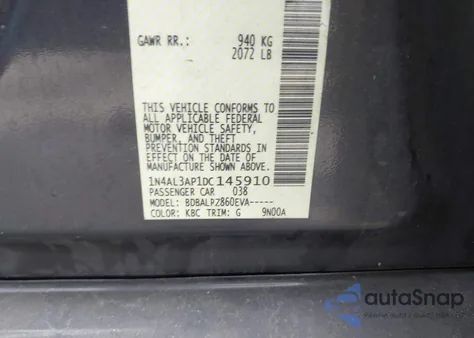 GAWR RR.: 940 KG
2072 LB
THIS VEHICLE CONFORMS TO
ALL APPLICABLE FEDERAL
MOTOR VEHICLE SAFETY,
BUMPER, AND THEFT
PREVENTION STANDARDS IN
EFFECT ON THE DATE OF
MANUFACTURE SHOWN ABOVE.
1N4AL3AP1DC145910
PASSENGER CAR 038
MODEL: BDBALPZ860EVA-----
COLOR: KBC TRIM: G 9N00A
autoSnap